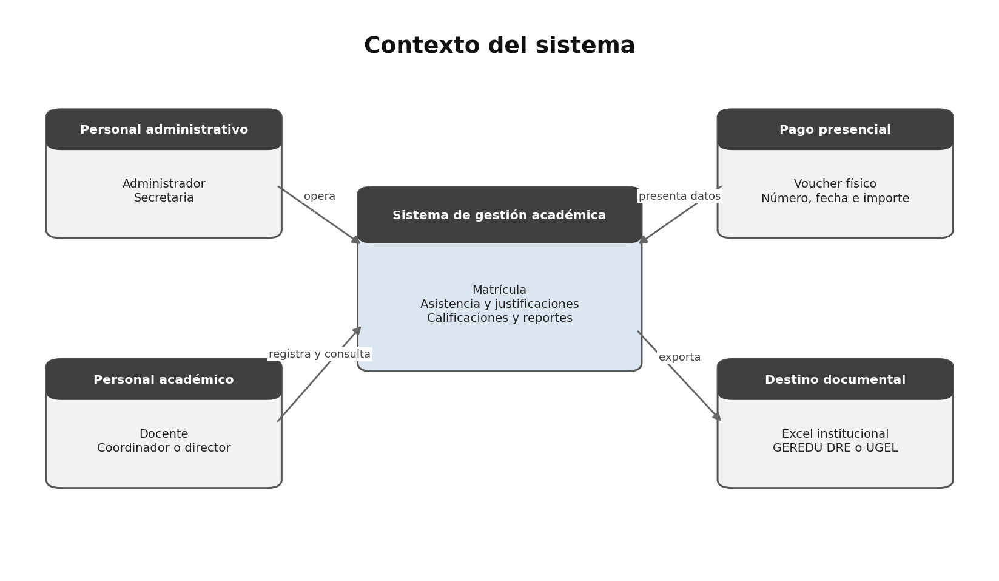 Contexto del sistema
Personal administrativo
Administrador
Secretaria
opera
Sistema de gestión académica
Matrícula
Asistencia y justificaciones
Calificaciones y reportes
presenta datos
Pago presencial
Voucher físico
Número, fecha e importe
registra y consulta
Personal académico
Docente
Coordinador o director
exporta
Destino documental
Excel institucional
GEREDU DRE o UGEL